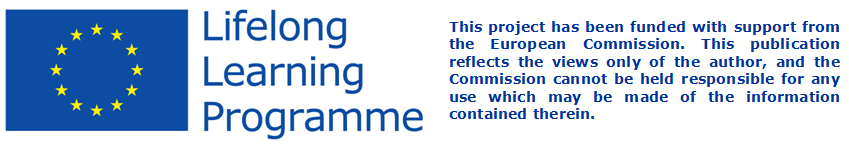 Lifelong
Learning
Programme
This project has been funded with support from
the European Commission. This publication
reflects the views only of the author, and the
Commission cannot be held responsible for any
use which may be made of the information
contained therein.